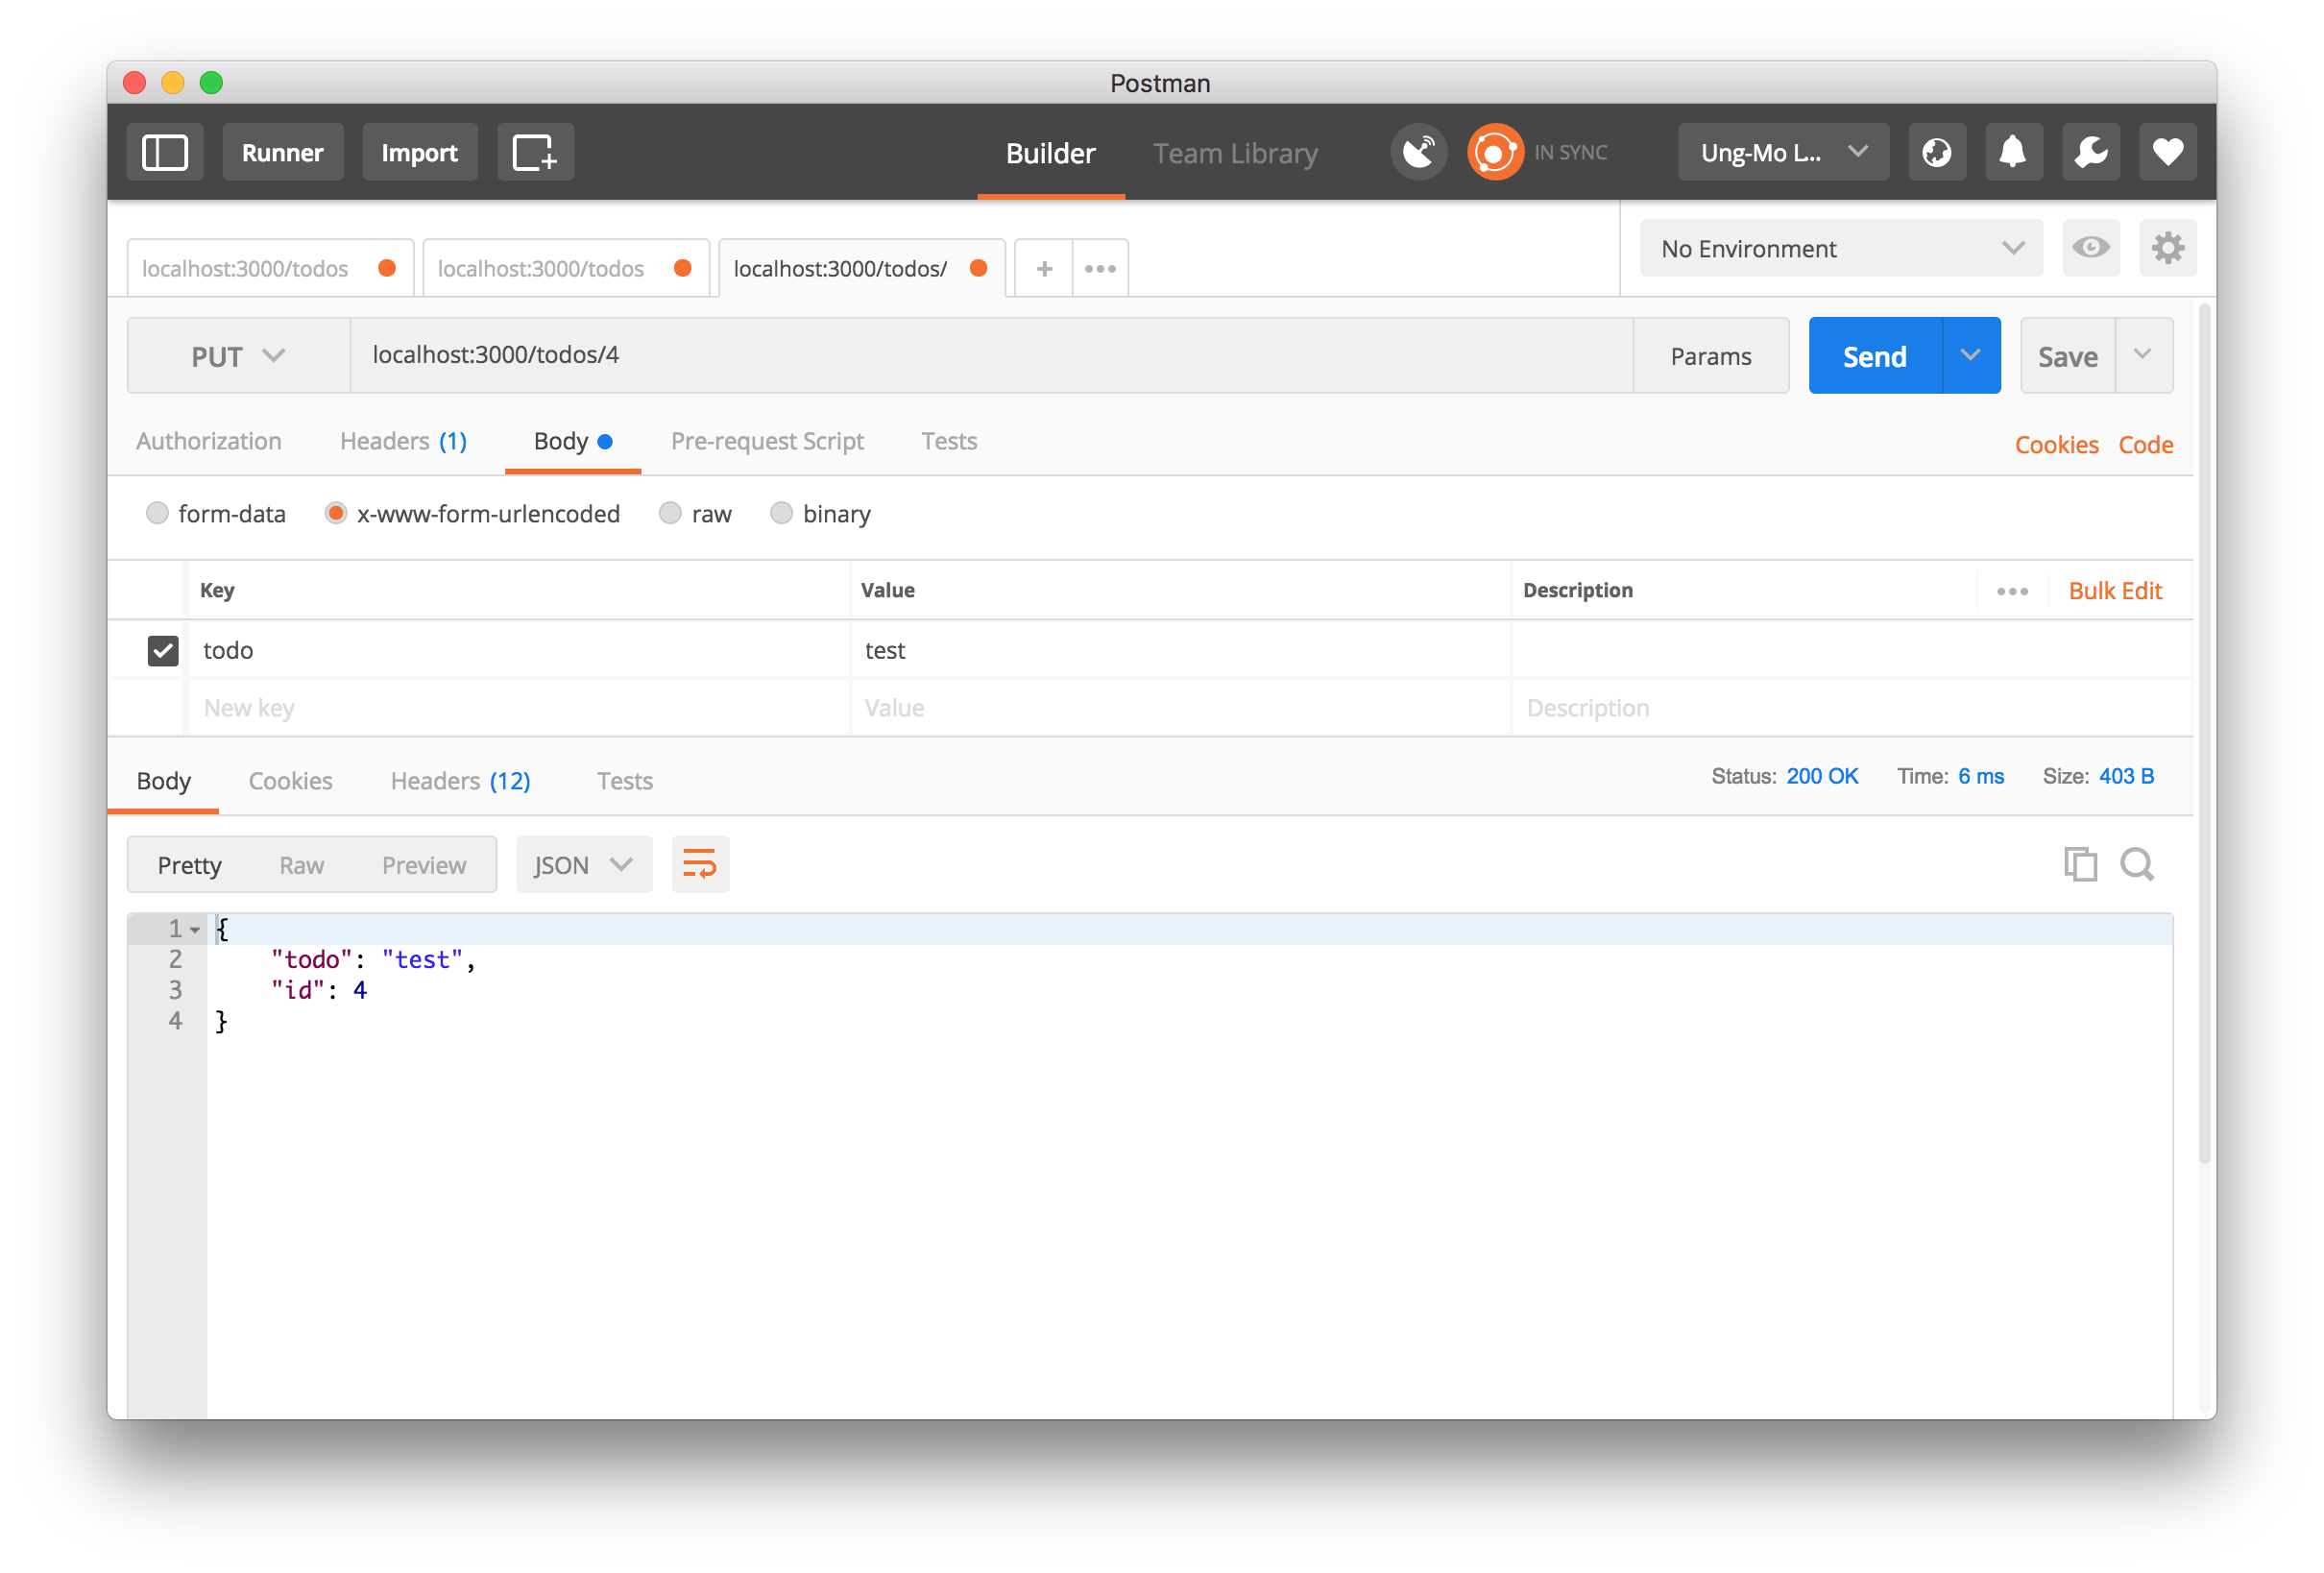 Postman
Runner Import Builder Team Library IN SYNC Ung-Mo L...
localhost:3000/todos localhost:3000/todos localhost:3000/todos/ + ••• No Environment
PUT localhost:3000/todos/4 Params Send Save
Authorization Headers (1) Body Pre-request Script Tests Cookies Code
form-data x-www-form-urlencoded raw binary
Key Value Description ••• Bulk Edit
todo test
New key Value Description
Body Cookies Headers (12) Tests Status: 200 OK Time: 6 ms Size: 403 B
Pretty Raw Preview JSON
1 {
2 "todo": "test",
3 "id": 4
4 }